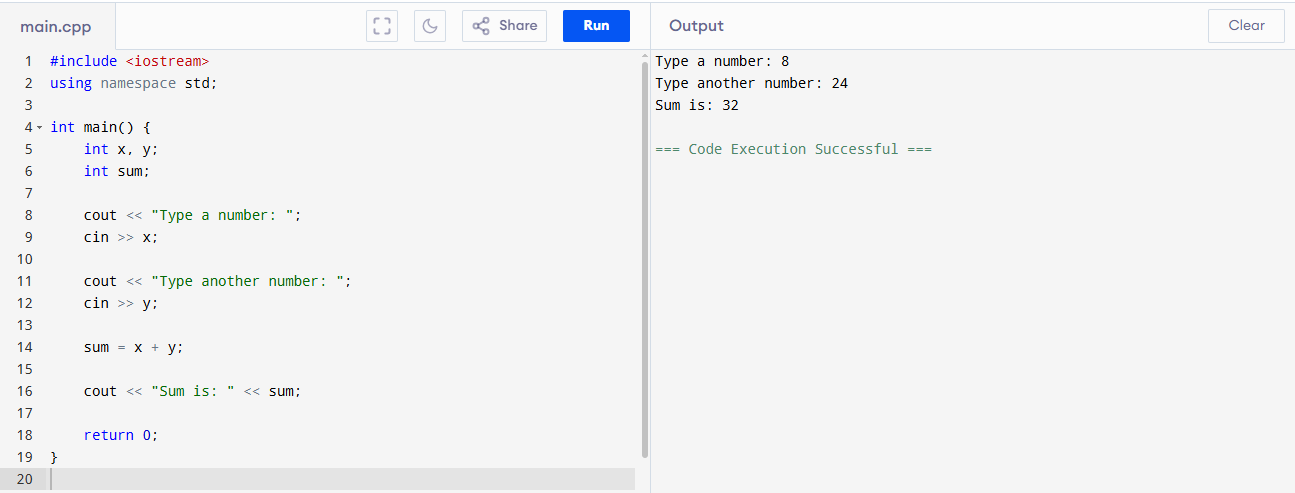 main.cpp Share Run Output Clear
1 #include <iostream>
2 using namespace std;
3
4 int main() {
5     int x, y;
6     int sum;
7
8     cout << "Type a number: ";
9     cin >> x;
10
11     cout << "Type another number: ";
12     cin >> y;
13
14     sum = x + y;
15
16     cout << "Sum is: " << sum;
17
18     return 0;
19 }
20
Type a number: 8
Type another number: 24
Sum is: 32
=== Code Execution Successful ===